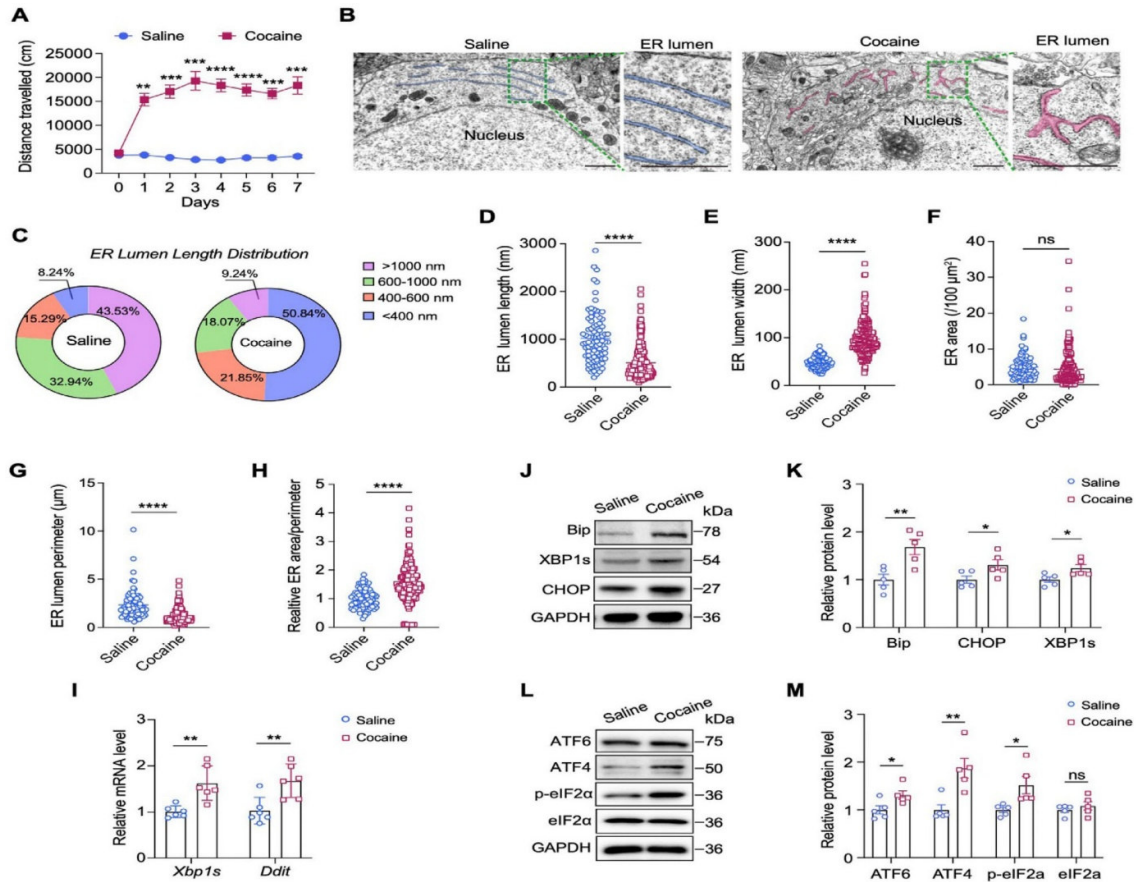 A
Saline
Cocaine
Distance travelled (cm)
25000
20000
15000
10000
5000
0
** *** *** **** **** *** ***
0 1 2 3 4 5 6 7
Days
B
Saline
ER lumen
Nucleus
Cocaine
ER lumen
Nucleus
C
ER Lumen Length Distribution
8.24%
43.53%
15.29%
32.94%
Saline
9.24%
50.84%
18.07%
21.85%
Cocaine
>1000 nm
600-1000 nm
400-600 nm
<400 nm
D
ER lumen length (nm)
3000
2000
1000
0
****
Saline
Cocaine
E
ER lumen width (nm)
300
200
100
0
****
Saline
Cocaine
F
ER area (/100 µm²)
40
30
20
10
0
ns
Saline
Cocaine
G
ER lumen perimeter (µm)
15
10
5
0
****
Saline
Cocaine
H
Realtive ER area/perimeter
5
4
3
2
1
0
****
Saline
Cocaine
I
Relative mRNA level
3
2
1
0
Saline
Cocaine
**
**
Xbp1s
Ddit
J
Saline Cocaine
kDa
Bip 78
XBP1s 54
CHOP 27
GAPDH 36
K
Relative protein level
3
2
1
0
Saline
Cocaine
**
*
*
Bip
CHOP
XBP1s
L
Saline Cocaine
kDa
ATF6 75
ATF4 50
p-eIF2α 36
eIF2α 36
GAPDH 36
M
Relative protein level
3
2
1
0
Saline
Cocaine
*
**
*
ns
ATF6
ATF4
p-eIF2a
eIF2a